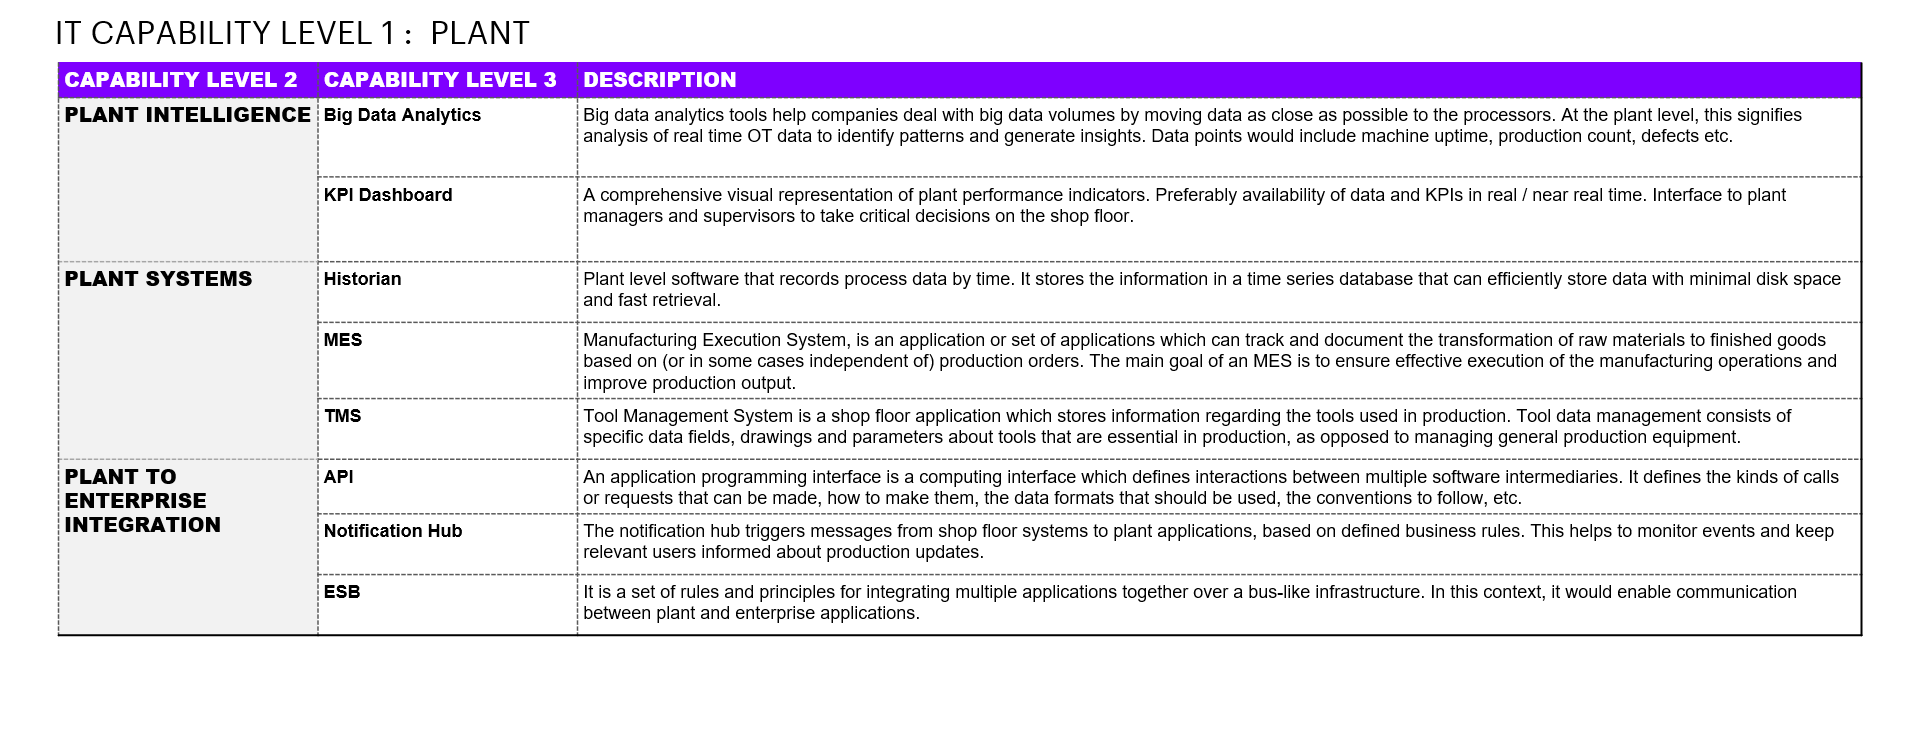 IT CAPABILITY LEVEL 1 : PLANT
CAPABILITY LEVEL 2 CAPABILITY LEVEL 3 DESCRIPTION
PLANT INTELLIGENCE
Big Data Analytics
Big data analytics tools help companies deal with big data volumes by moving data as close as possible to the processors. At the plant level, this signifies
analysis of real time OT data to identify patterns and generate insights. Data points would include machine uptime, production count, defects etc.
KPI Dashboard
A comprehensive visual representation of plant performance indicators. Preferably availability of data and KPIs in real / near real time. Interface to plant
managers and supervisors to take critical decisions on the shop floor.
PLANT SYSTEMS
Historian
Plant level software that records process data by time. It stores the information in a time series database that can efficiently store data with minimal disk space
and fast retrieval.
MES
Manufacturing Execution System, is an application or set of applications which can track and document the transformation of raw materials to finished goods
based on (or in some cases independent of) production orders. The main goal of an MES is to ensure effective execution of the manufacturing operations and
improve production output.
TMS
Tool Management System is a shop floor application which stores information regarding the tools used in production. Tool data management consists of
specific data fields, drawings and parameters about tools that are essential in production, as opposed to managing general production equipment.
PLANT TO
ENTERPRISE
INTEGRATION
API
An application programming interface is a computing interface which defines interactions between multiple software intermediaries. It defines the kinds of calls
or requests that can be made, how to make them, the data formats that should be used, the conventions to follow, etc.
Notification Hub
The notification hub triggers messages from shop floor systems to plant applications, based on defined business rules. This helps to monitor events and keep
relevant users informed about production updates.
ESB
It is a set of rules and principles for integrating multiple applications together over a bus-like infrastructure. In this context, it would enable communication
between plant and enterprise applications.